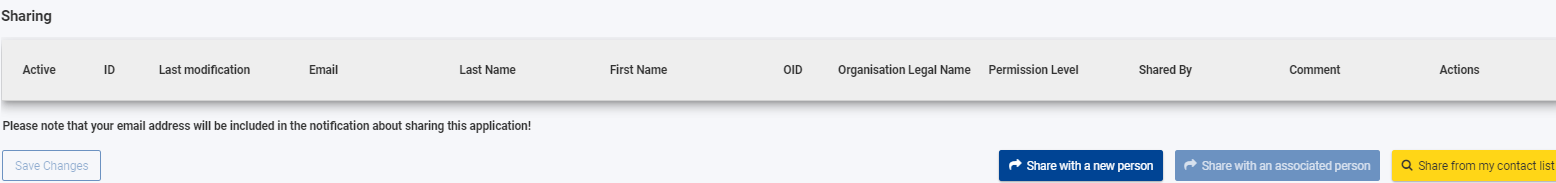 Sharing
Active ID Last modification Email Last Name First Name OID Organisation Legal Name Permission Level Shared By Comment Actions
Please note that your email address will be included in the notification about sharing this application!
Save Changes Share with a new person Share with an associated person Share from my contact list